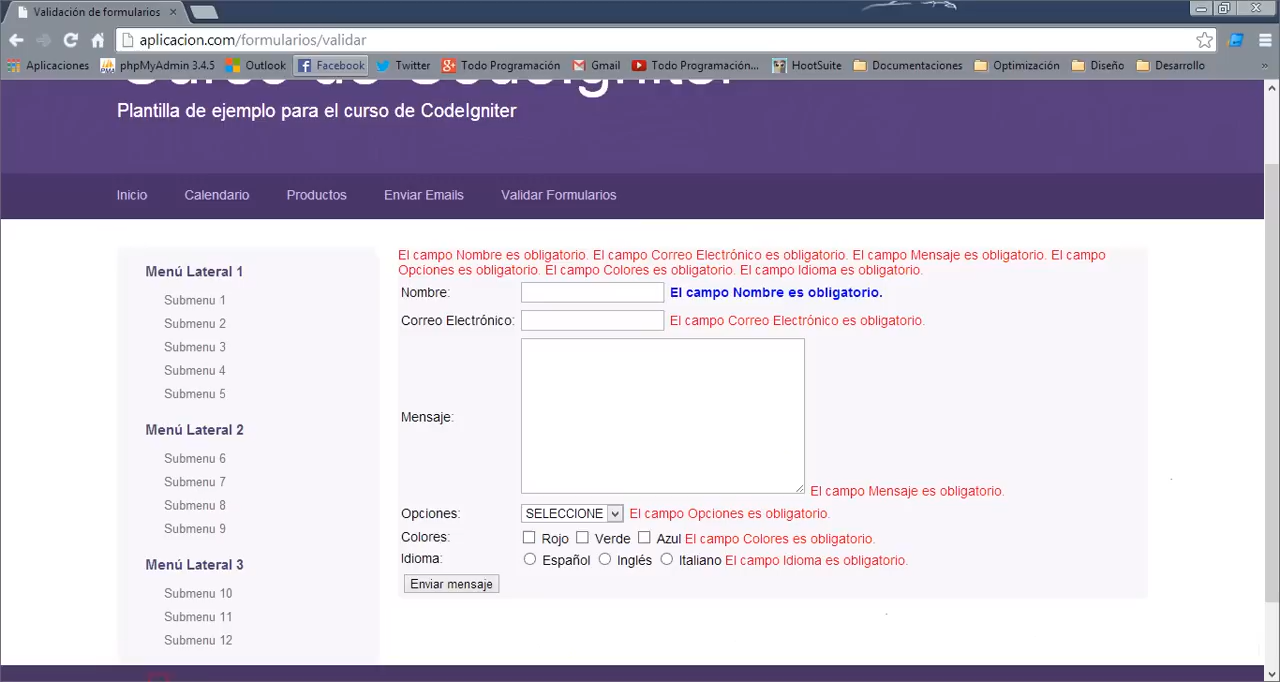 Validación de formularios
aplicacion.com/formularios/validar
Aplicaciones phpMyAdmin 3.4.5 Outlook Facebook Twitter Todo Programación Gmail Todo Programación... HootSuite Documentaciones Optimización Diseño Desarrollo »
Curso de CodeIgniter
Plantilla de ejemplo para el curso de CodeIgniter
Inicio Calendario Productos Enviar Emails Validar Formularios
Menú Lateral 1
Submenu 1
Submenu 2
Submenu 3
Submenu 4
Submenu 5
Menú Lateral 2
Submenu 6
Submenu 7
Submenu 8
Submenu 9
Menú Lateral 3
Submenu 10
Submenu 11
Submenu 12
El campo Nombre es obligatorio. El campo Correo Electrónico es obligatorio. El campo Mensaje es obligatorio. El campo
Opciones es obligatorio. El campo Colores es obligatorio. El campo Idioma es obligatorio.
Nombre: El campo Nombre es obligatorio.
Correo Electrónico: El campo Correo Electrónico es obligatorio.
Mensaje: El campo Mensaje es obligatorio.
Opciones: SELECCIONE El campo Opciones es obligatorio.
Colores: Rojo Verde Azul El campo Colores es obligatorio.
Idioma: Español Inglés Italiano El campo Idioma es obligatorio.
Enviar mensaje